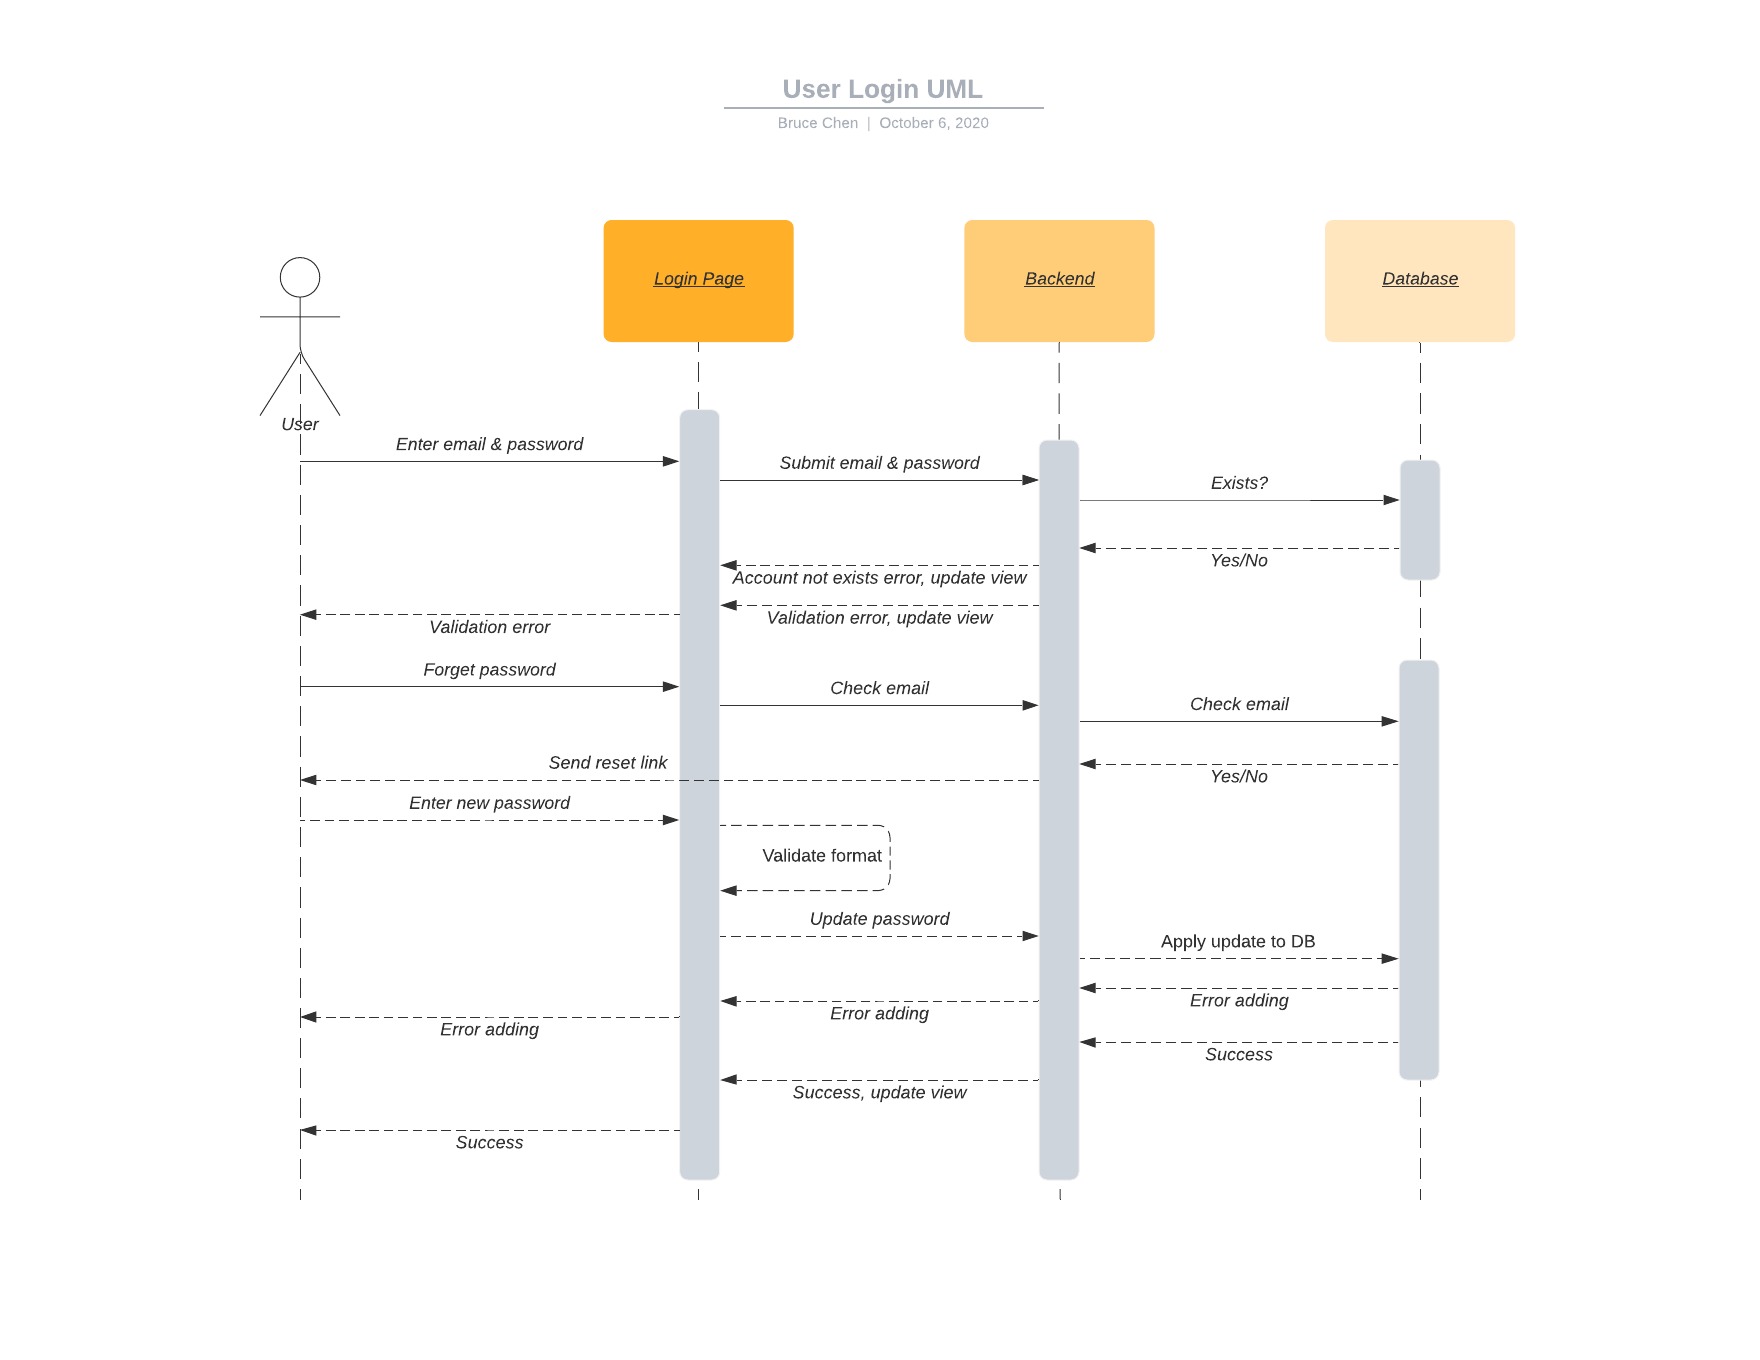 User Login UML
Bruce Chen | October 6, 2020
Login Page
Backend
Database
User
Enter email & password
Submit email & password
Exists?
Yes/No
Account not exists error, update view
Validation error, update view
Validation error
Forget password
Check email
Check email
Send reset link
Yes/No
Enter new password
Validate format
Update password
Apply update to DB
Error adding
Error adding
Error adding
Success
Success, update view
Success